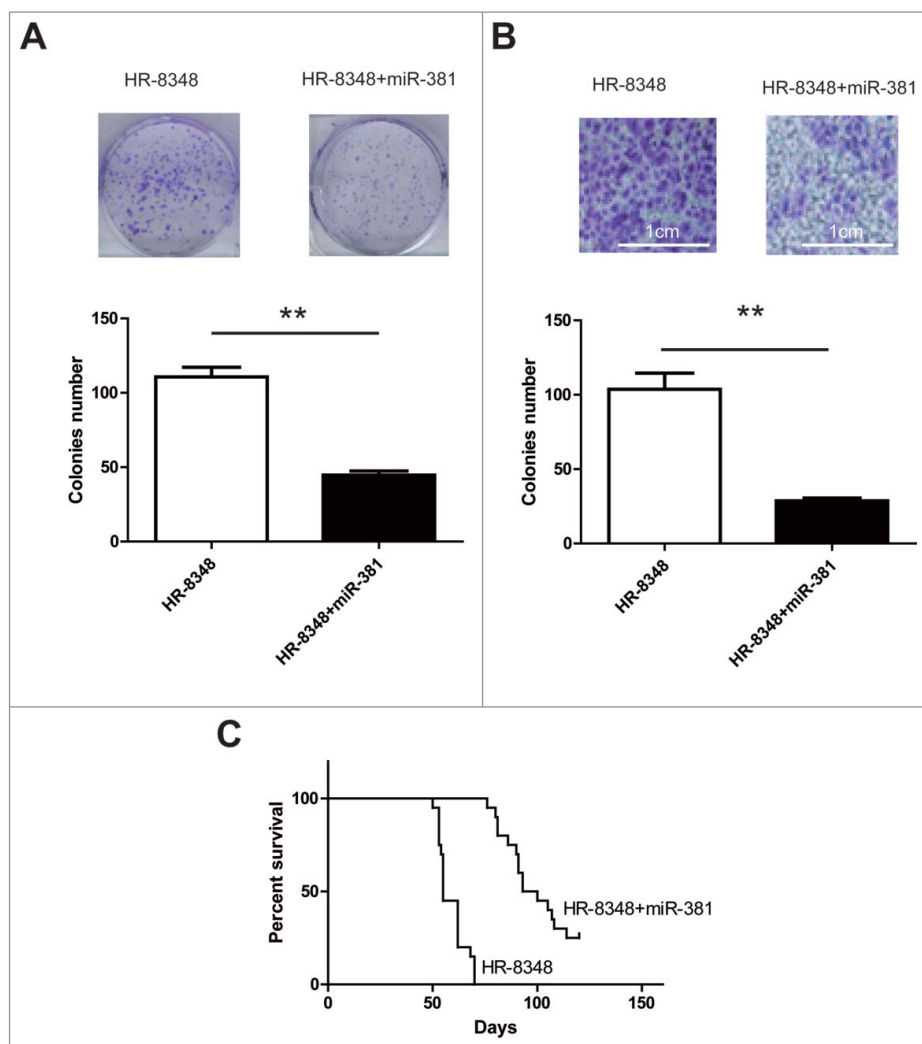 A
HR-8348
HR-8348+miR-381
150
100
50
0
Colonies number
**
HR-8348
HR-8348+miR-381
B
HR-8348
HR-8348+miR-381
1cm
1cm
150
100
50
0
Colonies number
**
HR-8348
HR-8348+miR-381
C
100
50
0
Percent survival
HR-8348+miR-381
HR-8348
0
50
100
150
Days